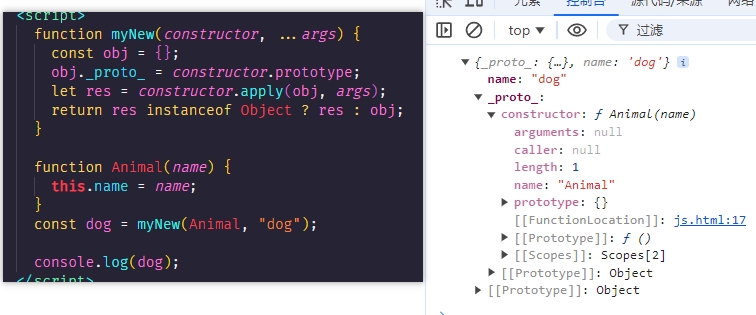 <script>
function myNew(constructor, ...args) {
const obj = {};
obj._proto_ = constructor.prototype;
let res = constructor.apply(obj, args);
return res instanceof Object ? res : obj;
}
function Animal(name) {
this.name = name;
}
const dog = myNew(Animal, "dog");
console.log(dog);
</script>
元素 控制台 源代码/来源 网络
top 过滤
{_proto_: {…}, name: 'dog'} i
name: "dog"
_proto_:
constructor: ƒ Animal(name)
arguments: null
caller: null
length: 1
name: "Animal"
prototype: {}
[[FunctionLocation]]: js.html:17
[[Prototype]]: ƒ ()
[[Scopes]]: Scopes[2]
[[Prototype]]: Object
[[Prototype]]: Object